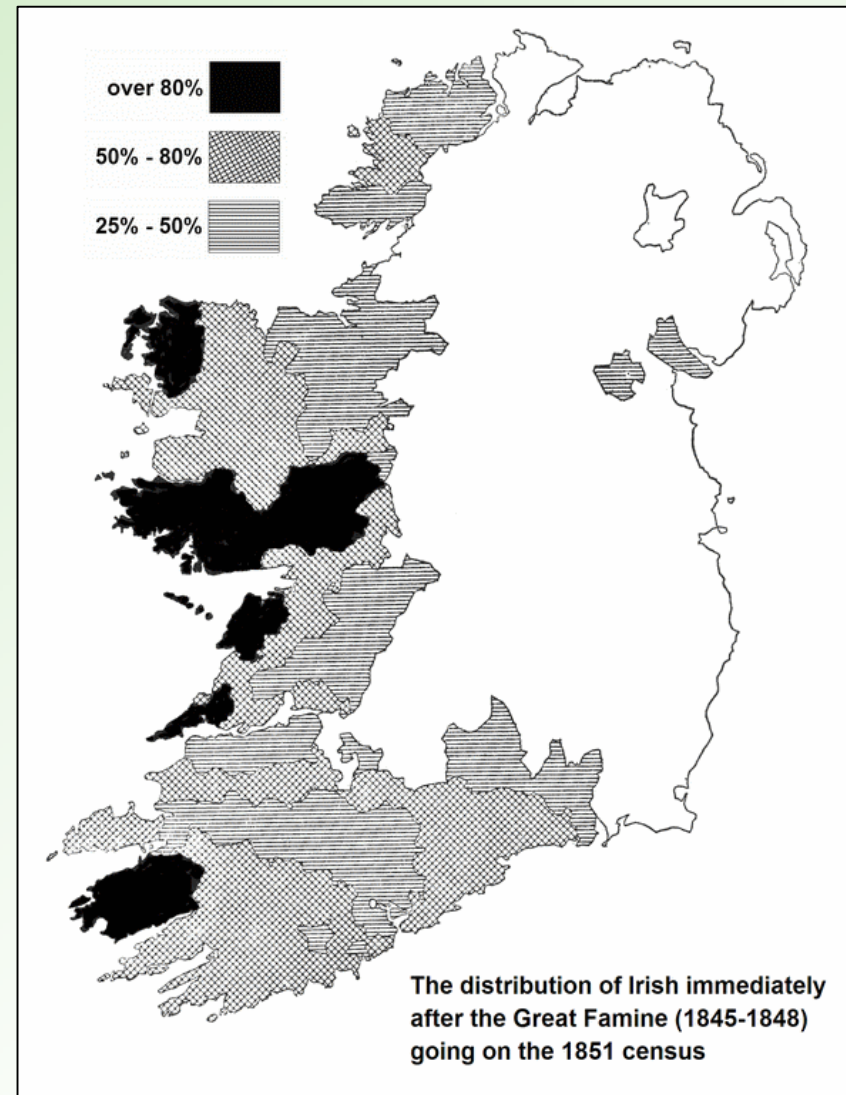 over 80%
50% - 80%
25% - 50%
The distribution of Irish immediately
after the Great Famine (1845-1848)
going on the 1851 census